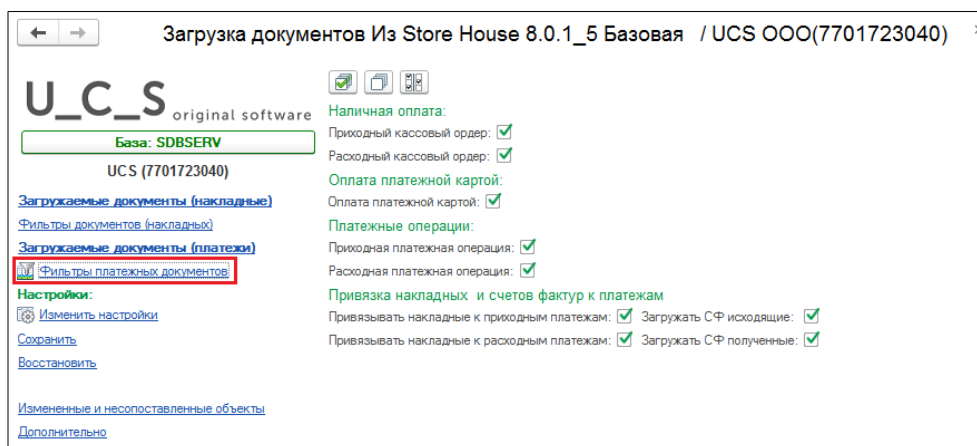 Загрузка документов Из Store House 8.0.1_5 Базовая / UCS ООО(7701723040)
U_C_S original software
База: SDBSERV
UCS (7701723040)
Загружаемые документы (накладные)
Фильтры документов (накладных)
Загружаемые документы (платежи)
Фильтры платежных документов
Настройки:
Изменить настройки
Сохранить
Восстановить
Измененные и несопоставленные объекты
Дополнительно
Наличная оплата:
Приходный кассовый ордер:
Расходный кассовый ордер:
Оплата платежной картой:
Оплата платежной картой:
Платежные операции:
Приходная платежная операция:
Расходная платежная операция:
Привязка накладных и счетов фактур к платежам
Привязывать накладные к приходным платежам: Загружать СФ исходящие:
Привязывать накладные к расходным платежам: Загружать СФ полученные: